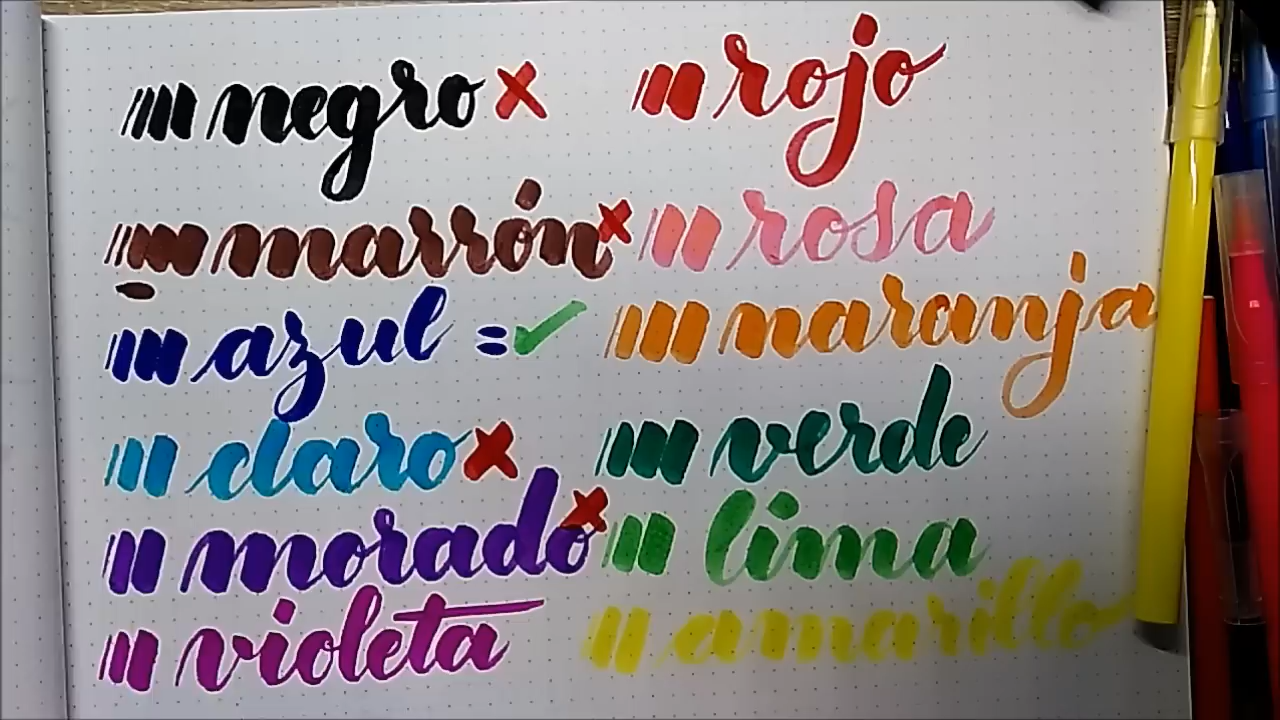 negro rojo
marrón rosa
azul = naranja
claro verde
morado lima
violeta amarillo